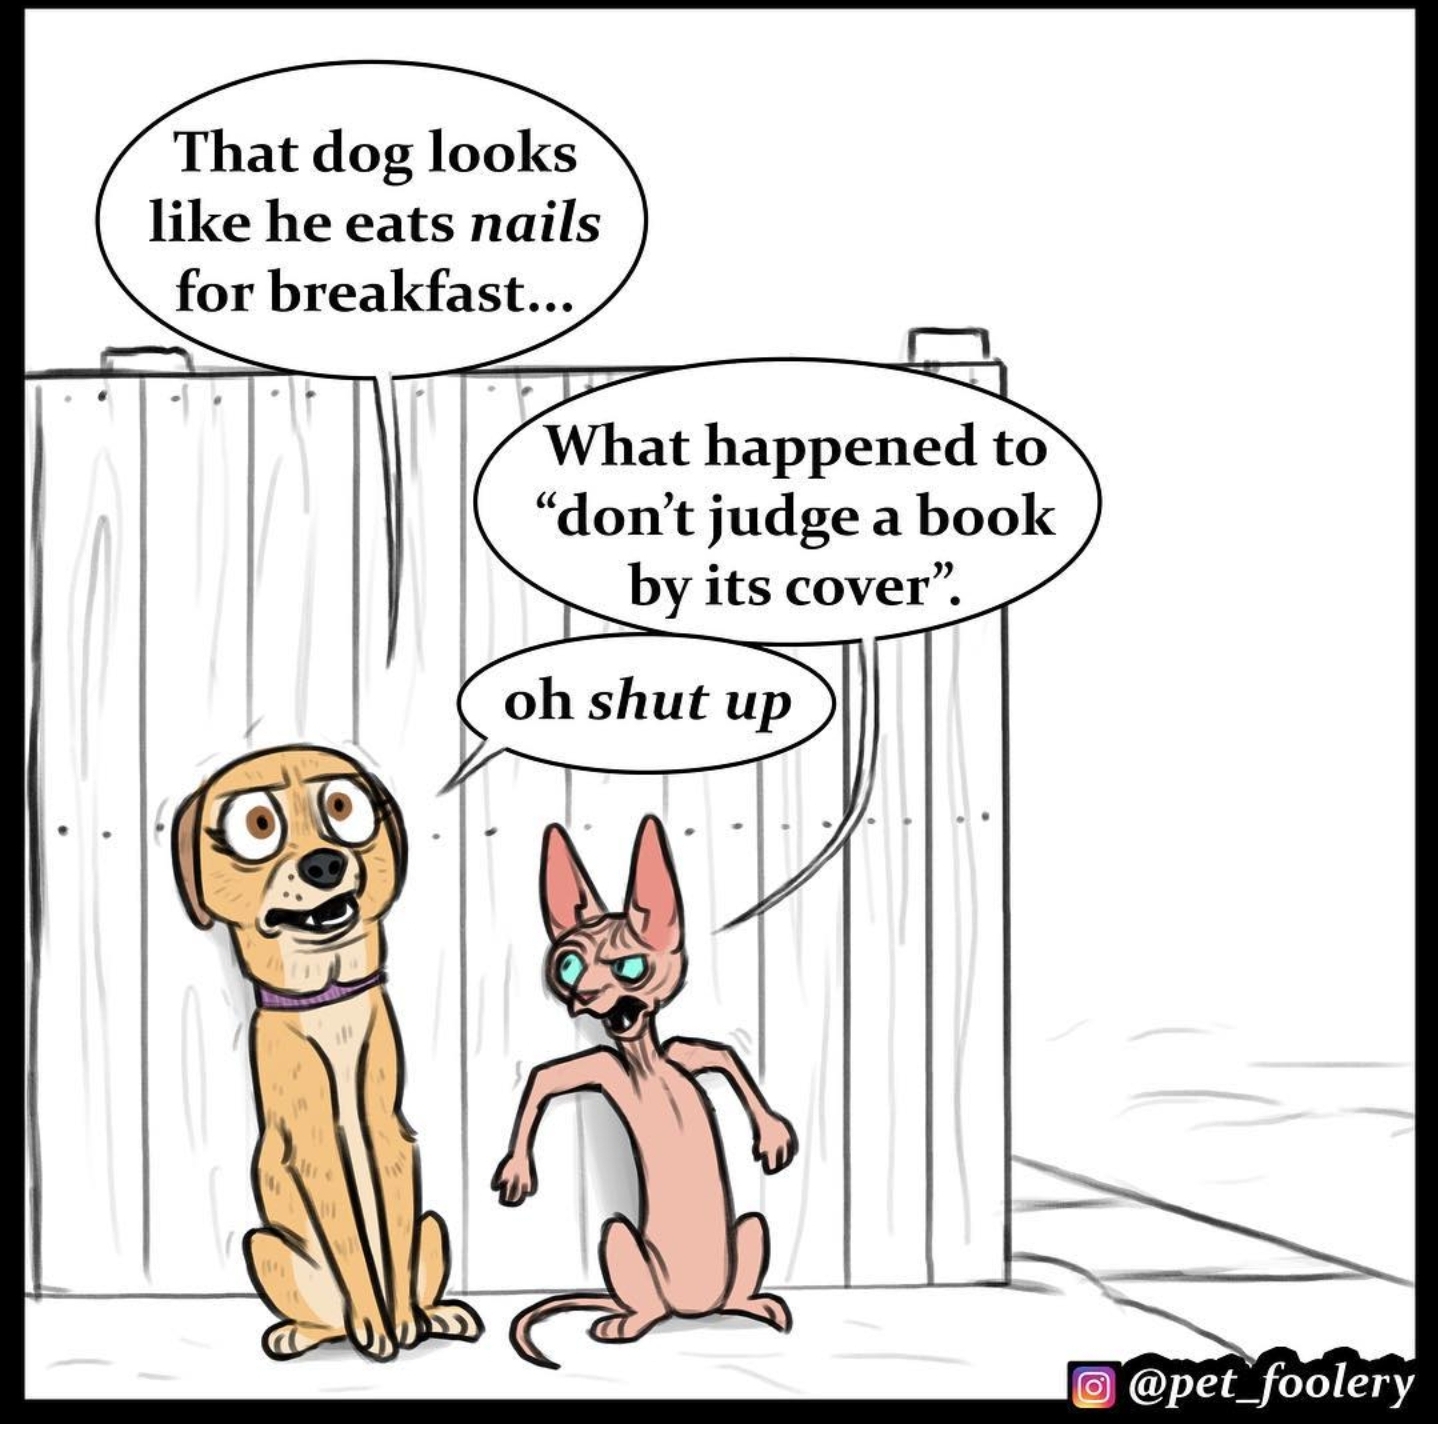 That dog looks
like he eats nails
for breakfast...
What happened to
“don’t judge a book
by its cover”.
oh shut up
@pet_foolery